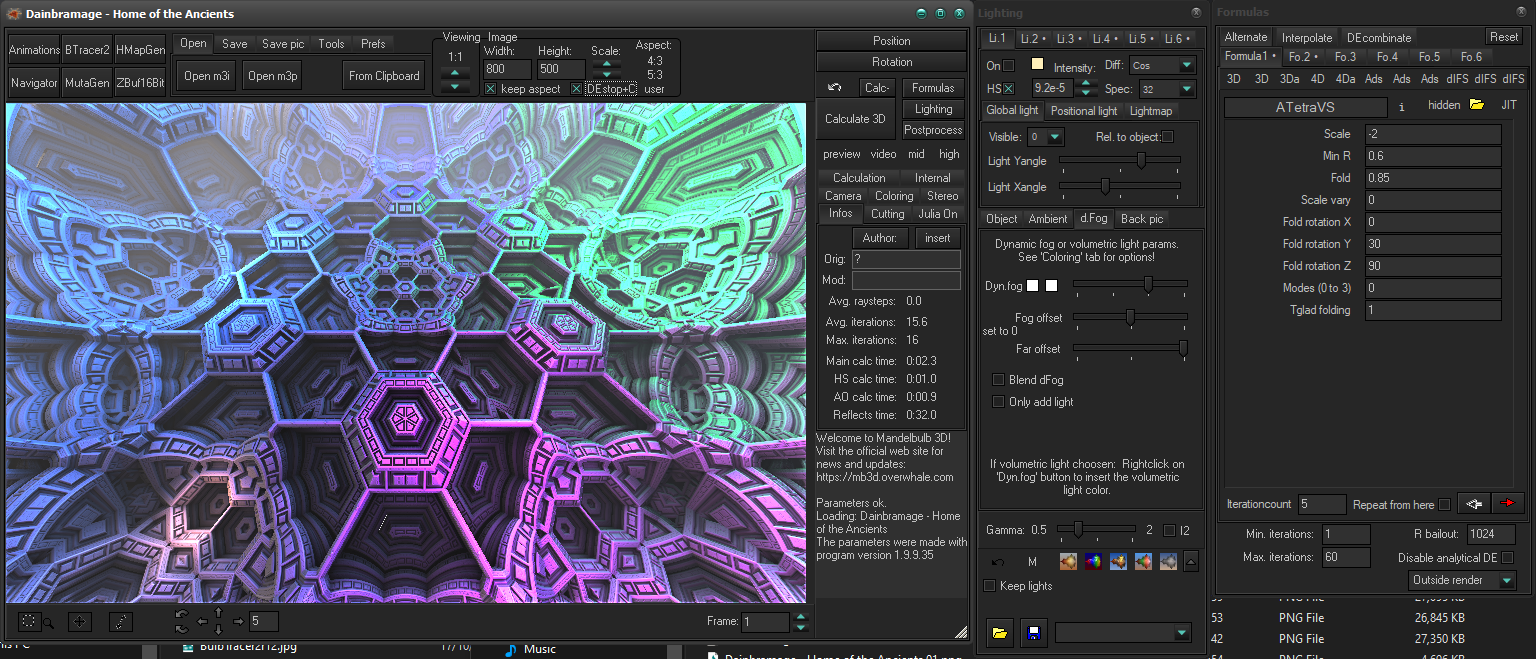 Dainbramage - Home of the Ancients
Animations BTracer2 HMapGen
Navigator MutaGen ZBuf16Bit
Open Save Save pic Tools Prefs
Open m3i Open m3p From Clipboard
Viewing Image
1:1
Width: Height: Scale:
800 500
keep aspect DEstop+C
Aspect:
4:3
5:3
user
Position
Rotation
Calc- Formulas
Calculate 3D Lighting
Postprocess
preview video mid high
Calculation Internal
Camera Coloring Stereo
Infos Cutting Julia On
Author: insert
Orig: ?
Mod:
Avg. raysteps: 0.0
Avg. iterations: 15.6
Max. iterations: 16
Main calc time: 0:02.3
HS calc time: 0:01.0
AO calc time: 0:00.9
Reflects time: 0:32.0
Welcome to Mandelbulb 3D!
Visit the official web site for
news and updates:
https://mb3d.overwhale.com
Parameters ok.
Loading: Dainbramage - Home
of the Ancients
The parameters were made with
program version 1.9.9.35
5
Frame: 1
Lighting
Li.1 Li.2 • Li.3 • Li.4 • Li.5 • Li.6 •
On Intensity: Diff: Cos
HS 9.2e-5 Spec: 32
Global light Positional light Lightmap
Visible: 0 Rel. to object:
Light Yangle
Light Xangle
Object Ambient d.Fog Back pic
Dynamic fog or volumetric light params.
See 'Coloring' tab for options!
Dyn.fog
Fog offset
set to 0
Far offset
Blend dFog
Only add light
If volumetric light choosen: Rightclick on
'Dyn.fog' button to insert the volumetric
light color.
Gamma: 0.5 2 I2
M
Keep lights
Formulas
Alternate Interpolate DEcombinate Reset
Formula1 • Fo.2 • Fo.3 Fo.4 Fo.5 Fo.6
3D 3D 3Da 4D 4Da Ads Ads Ads dIFS dIFS dIFS
ATetraVS i hidden JIT
Scale -2
Min R 0.6
Fold 0.85
Scale vary 0
Fold rotation X 0
Fold rotation Y 30
Fold rotation Z 90
Modes (0 to 3) 0
Tglad folding 1
Iterationcount 5 Repeat from here
Min. iterations: 1 R bailout: 1024
Max. iterations: 60 Disable analytical DE
Outside render
53 PNG File 26,845 KB
42 PNG File 27,350 KB
BulbTracer2r12.jpg 17/10/
Music
Dainbramage - Home of the Ancients 01.png